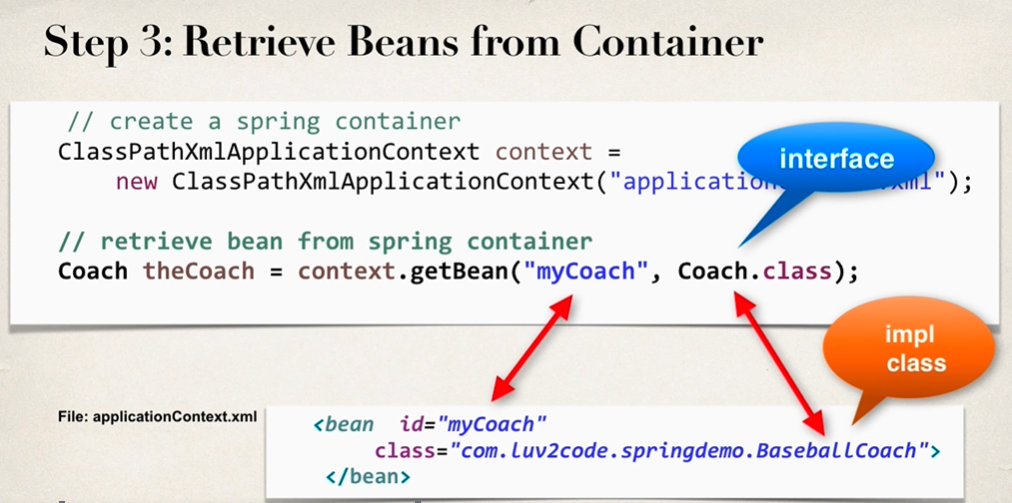 Step 3: Retrieve Beans from Container
// create a spring container
ClassPathXmlApplicationContext context =
new ClassPathXmlApplicationContext("application xml");
interface
// retrieve bean from spring container
Coach theCoach = context.getBean("myCoach", Coach.class);
impl
class
File: applicationContext.xml
<bean id="myCoach"
class="com.luv2code.springdemo.BaseballCoach">
</bean>